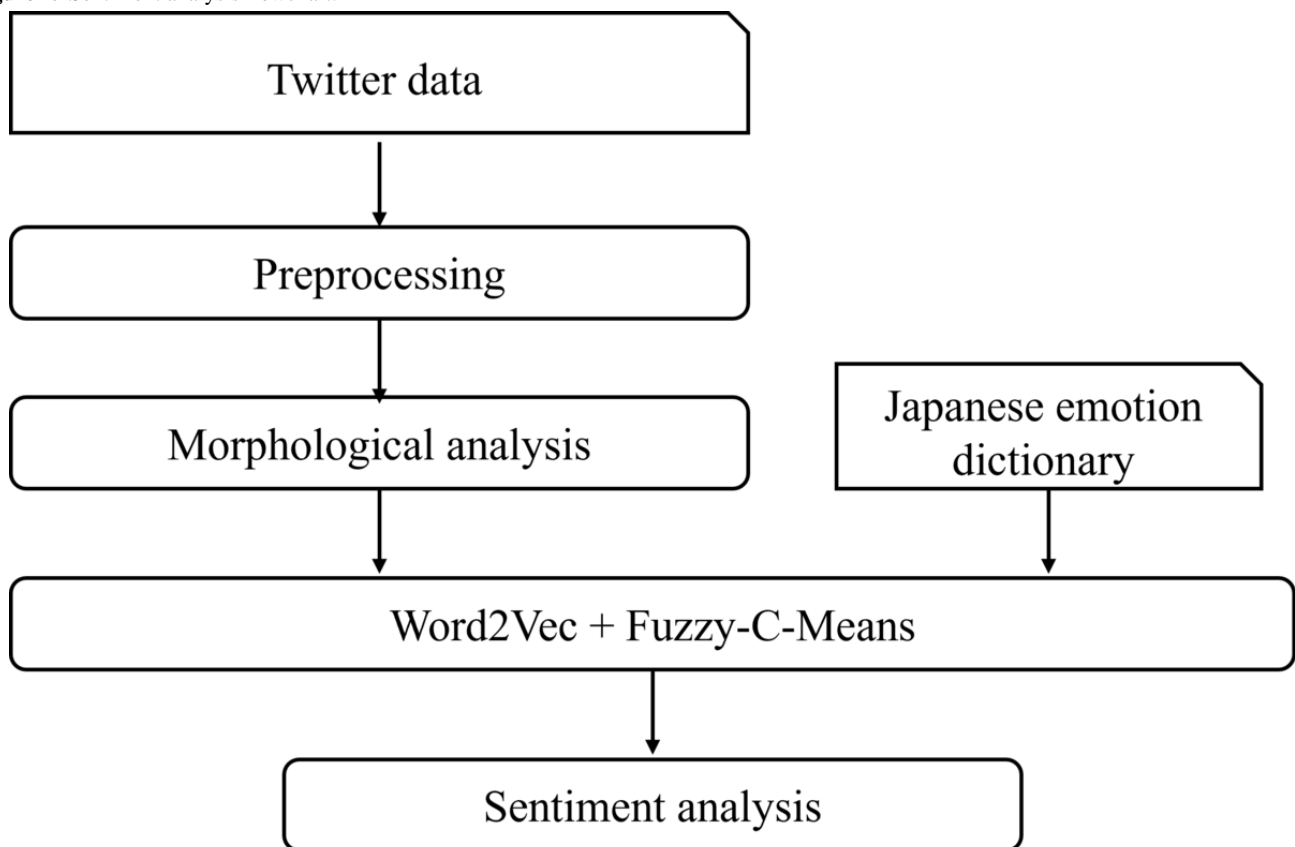 Twitter data
Preprocessing
Morphological analysis
Japanese emotion
dictionary
Word2Vec + Fuzzy-C-Means
Sentiment analysis